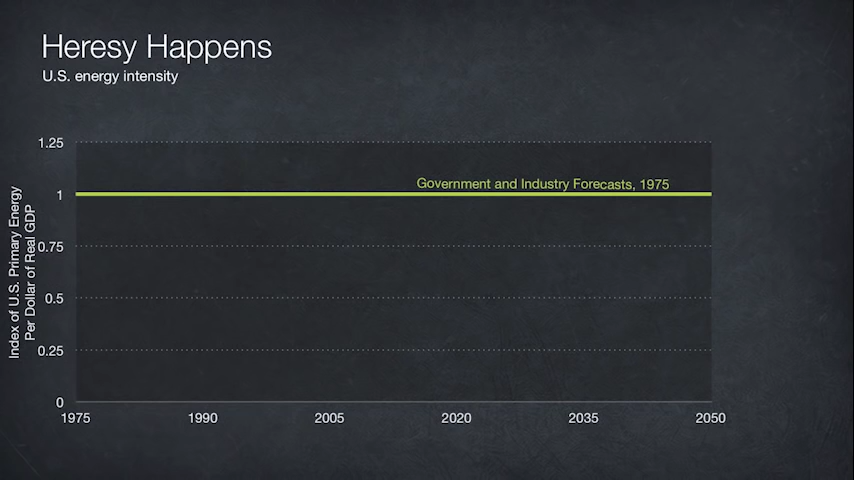 Heresy Happens
U.S. energy intensity
Index of U.S. Primary Energy
Per Dollar of Real GDP
1.25
1
0.75
0.5
0.25
0
Government and Industry Forecasts, 1975
1975 1990 2005 2020 2035 2050